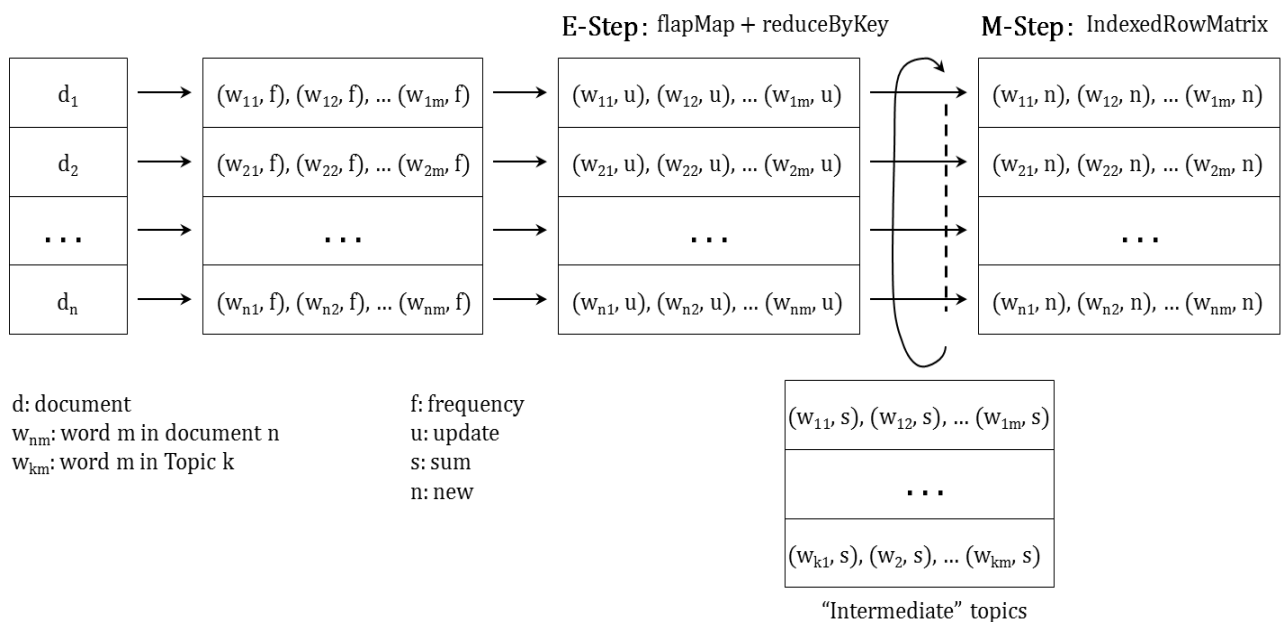 E-Step: flapMap + reduceByKey
M-Step: IndexedRowMatrix
d₁ (w₁₁, f), (w₁₂, f), ... (w₁ₘ, f) (w₁₁, u), (w₁₂, u), ... (w₁ₘ, u) (w₁₁, n), (w₁₂, n), ... (w₁ₘ, n)
d₂ (w₂₁, f), (w₂₂, f), ... (w₂ₘ, f) (w₂₁, u), (w₂₂, u), ... (w₂ₘ, u) (w₂₁, n), (w₂₂, n), ... (w₂ₘ, n)
... ... ... ...
dₙ (wₙ₁, f), (wₙ₂, f), ... (wₙₘ, f) (wₙ₁, u), (wₙ₂, u), ... (wₙₘ, u) (wₙ₁, n), (wₙ₂, n), ... (wₙₘ, n)
d: document
wₙₘ: word m in document n
wₖₘ: word m in Topic k
f: frequency
u: update
s: sum
n: new
(w₁₁, s), (w₁₂, s), ... (w₁ₘ, s)
...
(wₖ₁, s), (w₂, s), ... (wₖₘ, s)
“Intermediate” topics